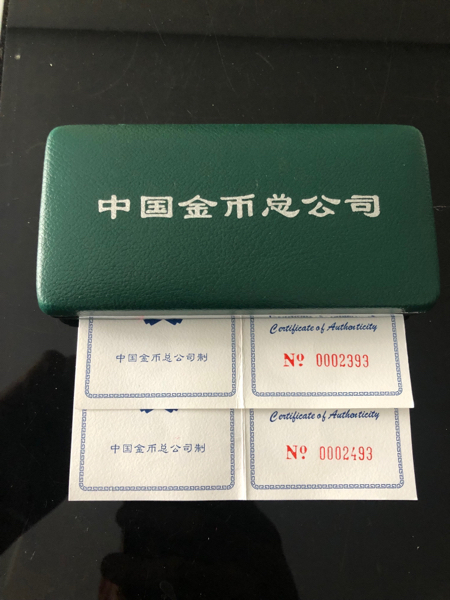 中国金币总公司
Certificate of Authenticity
中国金币总公司制
Nº 0002393
Certificate of Authenticity
中国金币总公司制
Nº 0002493